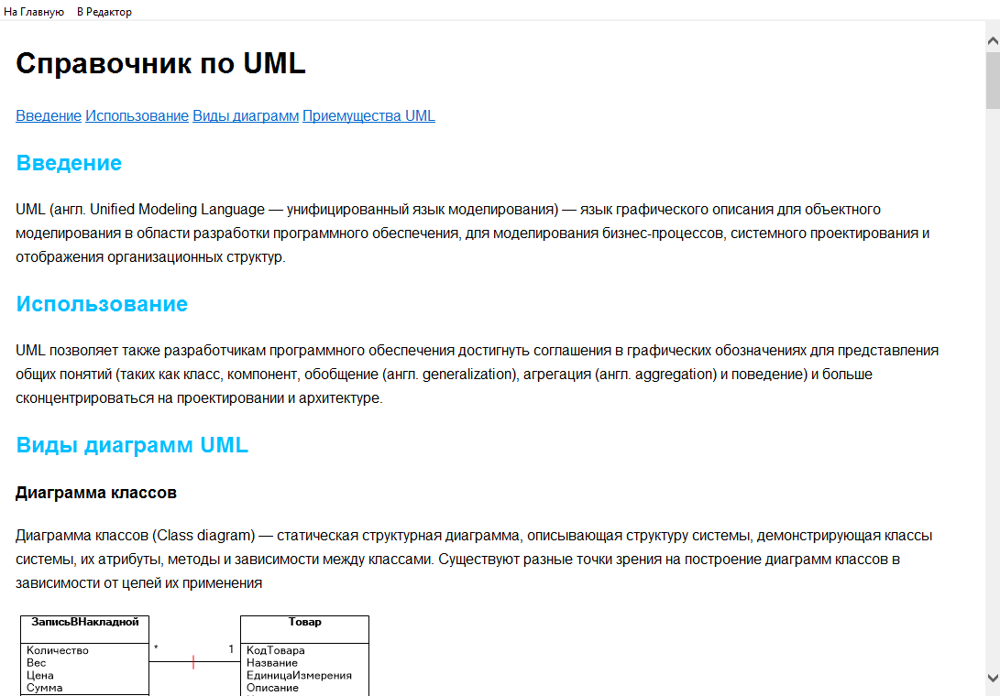 На Главную В Редактор
Справочник по UML
Введение Использование Виды диаграмм Приемущества UML
Введение
UML (англ. Unified Modeling Language — унифицированный язык моделирования) — язык графического описания для объектного
моделирования в области разработки программного обеспечения, для моделирования бизнес-процессов, системного проектирования и
отображения организационных структур.
Использование
UML позволяет также разработчикам программного обеспечения достигнуть соглашения в графических обозначениях для представления
общих понятий (таких как класс, компонент, обобщение (англ. generalization), агрегация (англ. aggregation) и поведение) и больше
сконцентрироваться на проектировании и архитектуре.
Виды диаграмм UML
Диаграмма классов
Диаграмма классов (Class diagram) — статическая структурная диаграмма, описывающая структуру системы, демонстрирующая классы
системы, их атрибуты, методы и зависимости между классами. Существуют разные точки зрения на построение диаграмм классов в
зависимости от целей их применения
ЗаписьВНакладной
Количество
Вес
Цена
Сумма
* 1
Товар
КодТовара
Название
ЕдиницаИзмерения
Описание